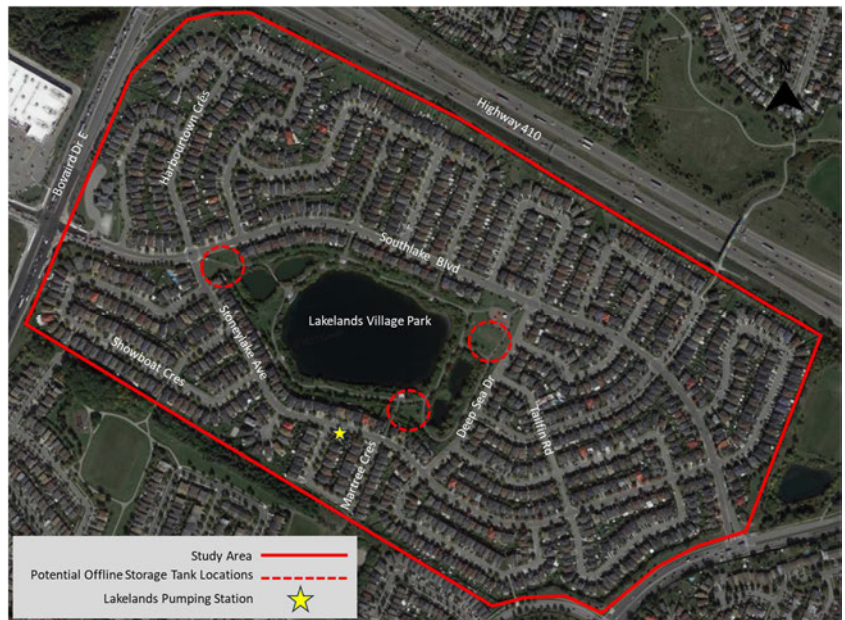 N
Highway 410
Harbourtown Cres
Bovaird Dr E
Southlake Blvd
Lakelands Village Park
Stoneylake Ave
Showboat Cres
Deep Sea Dr
Tailfin Rd
Martree Cres
Study Area
Potential Offline Storage Tank Locations
Lakelands Pumping Station